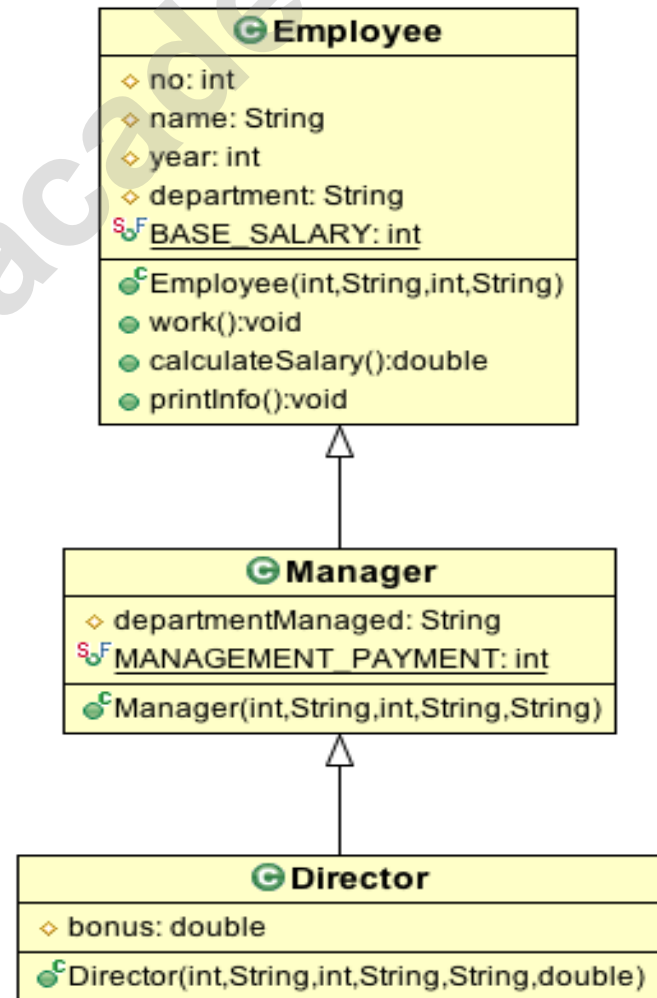 Employee
no: int
name: String
year: int
department: String
S F BASE_SALARY: int
C Employee(int,String,int,String)
work():void
calculateSalary():double
printInfo():void
C Manager
departmentManaged: String
S F MANAGEMENT_PAYMENT: int
C Manager(int,String,int,String,String)
C Director
bonus: double
C Director(int,String,int,String,String,double)